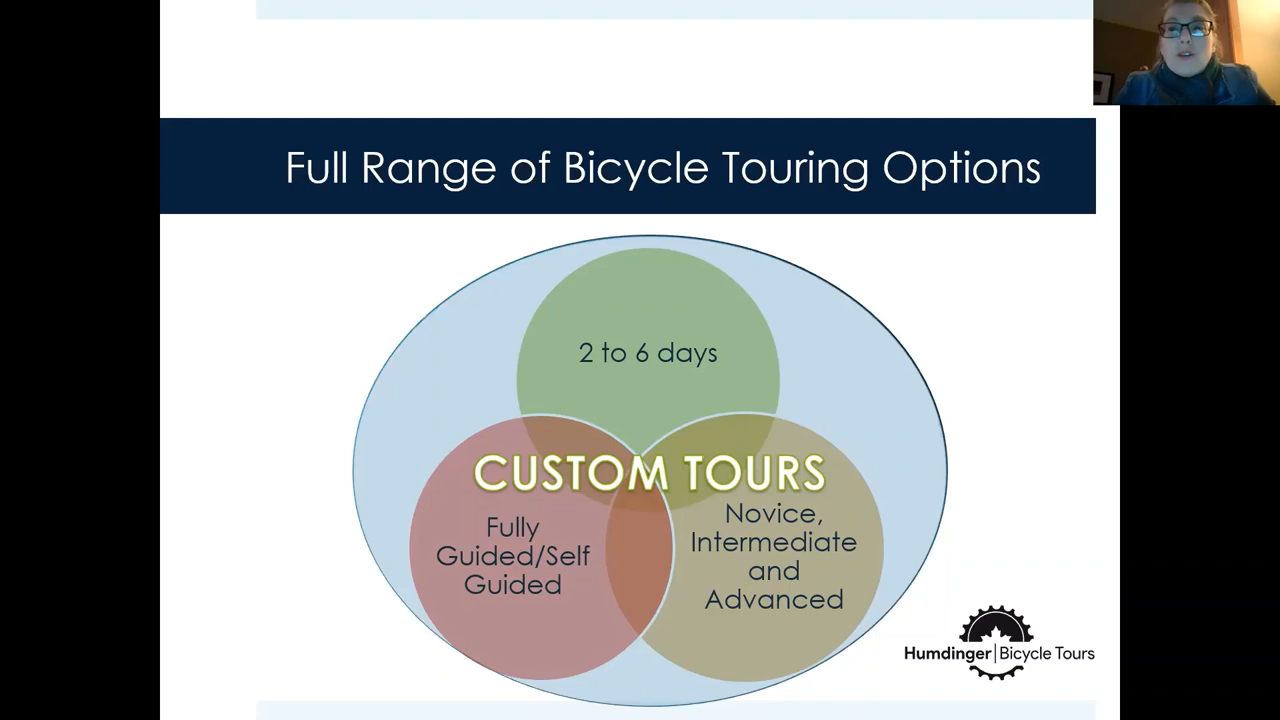 Full Range of Bicycle Touring Options
2 to 6 days
CUSTOM TOURS
Fully
Guided/Self
Guided
Novice,
Intermediate
and
Advanced
Humdinger|Bicycle Tours